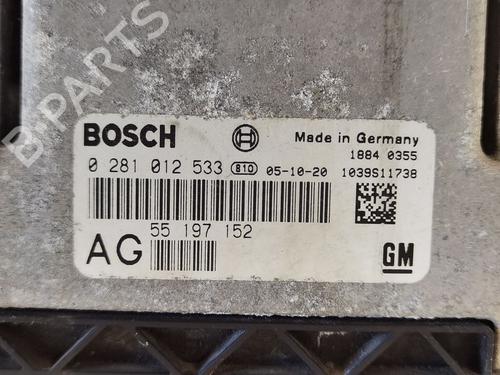 BOSCH
Made in Germany
1884 0355
0 281 012 533 810 05-10-20 1039S11738
55 197 152
AG
GM
B-PARTS